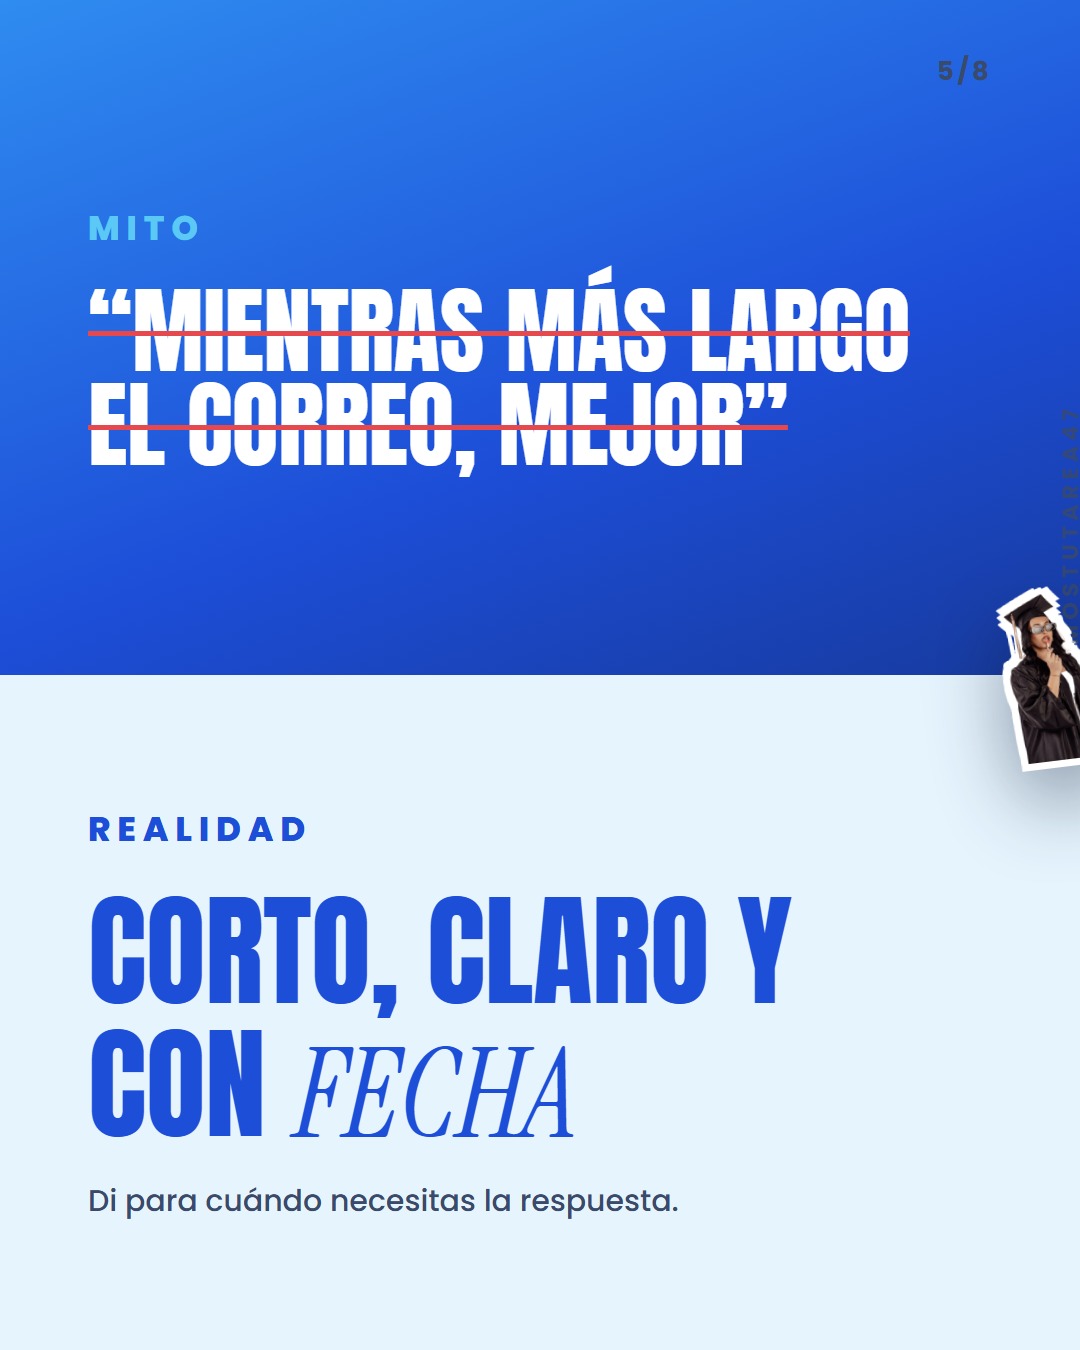 5/8
MITO
“MIENTRAS MÁS LARGO
EL CORREO, MEJOR”
REALIDAD
CORTO, CLARO Y
CON FECHA
Di para cuándo necesitas la respuesta.